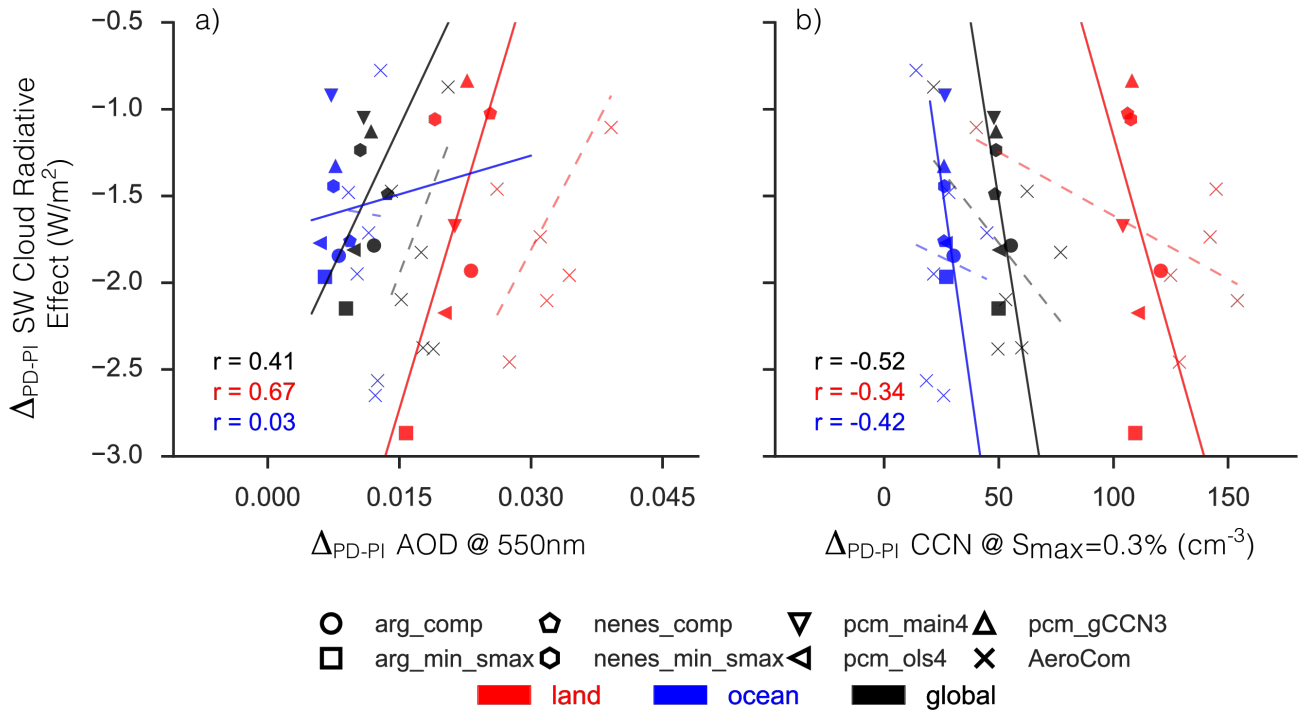 a)
b)
−0.5
−1.0
−1.5
−2.0
−2.5
−3.0
ΔPD-PI SW Cloud Radiative
Effect (W/m²)
r = 0.41
r = 0.67
r = 0.03
r = -0.52
r = -0.34
r = -0.42
0.000 0.015 0.030 0.045
0 50 100 150
ΔPD-PI AOD @ 550nm
ΔPD-PI CCN @ Smax=0.3% (cm⁻³)
arg_comp nenes_comp pcm_main4 pcm_gCCN3
arg_min_smax nenes_min_smax pcm_ols4 AeroCom
land ocean global